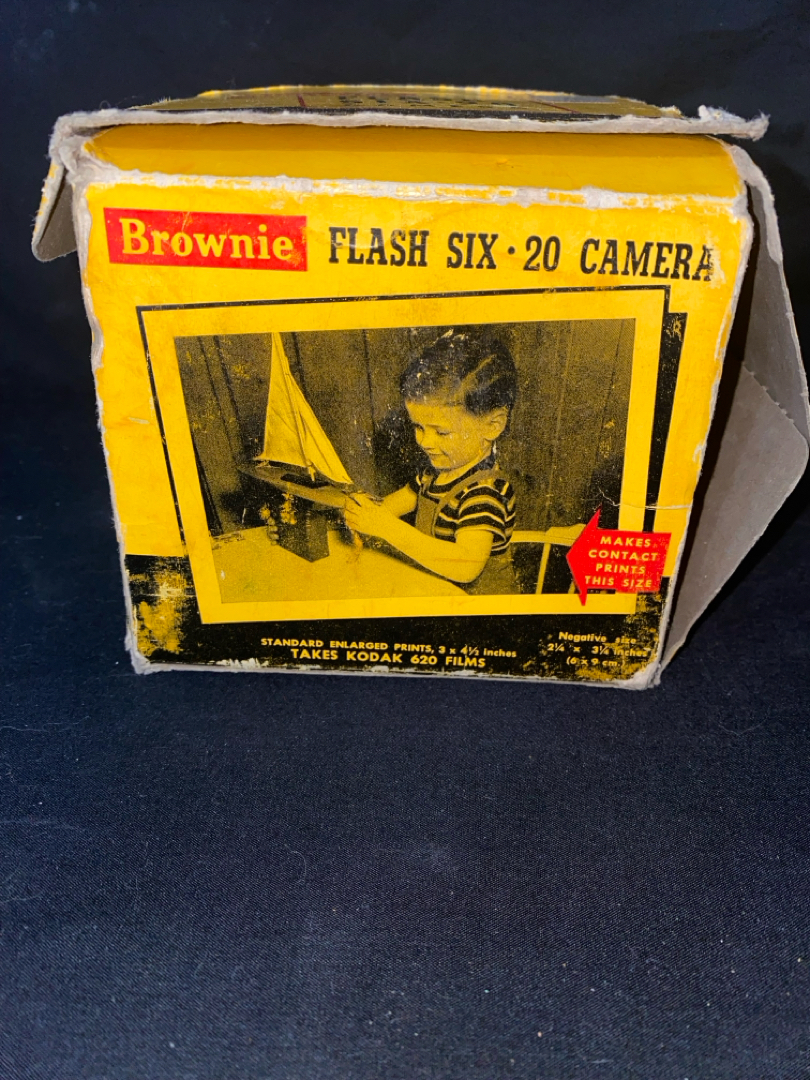 Brownie FLASH SIX·20 CAMERA
MAKES
CONTACT
PRINTS
THIS SIZE
STANDARD ENLARGED PRINTS, 3 x 4½ inches
TAKES KODAK 620 FILMS
Negative size
2¼ x 3¼ inches
(6 x 9 cm